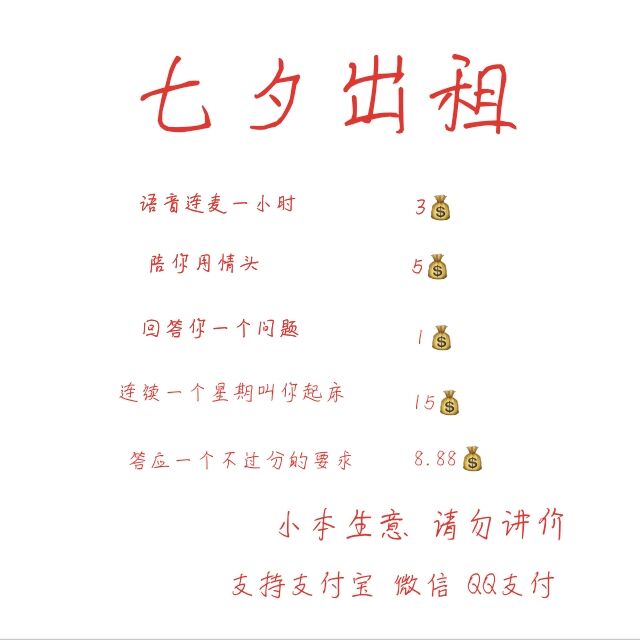 七夕出租
语音连麦一小时 3💰
陪你用情头 5💰
回答你一个问题 1💰
连续一个星期叫你起床 15💰
答应一个不过分的要求 8.88💰
小本生意 请勿讲价
支持支付宝 微信 QQ支付